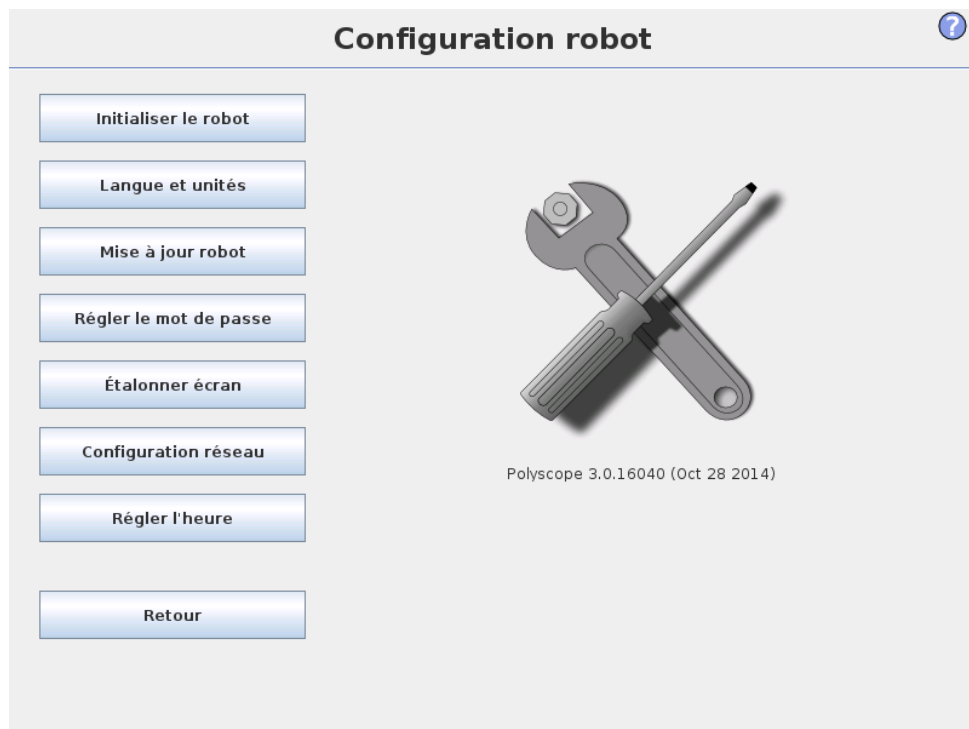 Configuration robot
?
Initialiser le robot
Langue et unités
Mise à jour robot
Régler le mot de passe
Étalonner écran
Configuration réseau
Régler l'heure
Retour
Polyscope 3.0.16040 (Oct 28 2014)